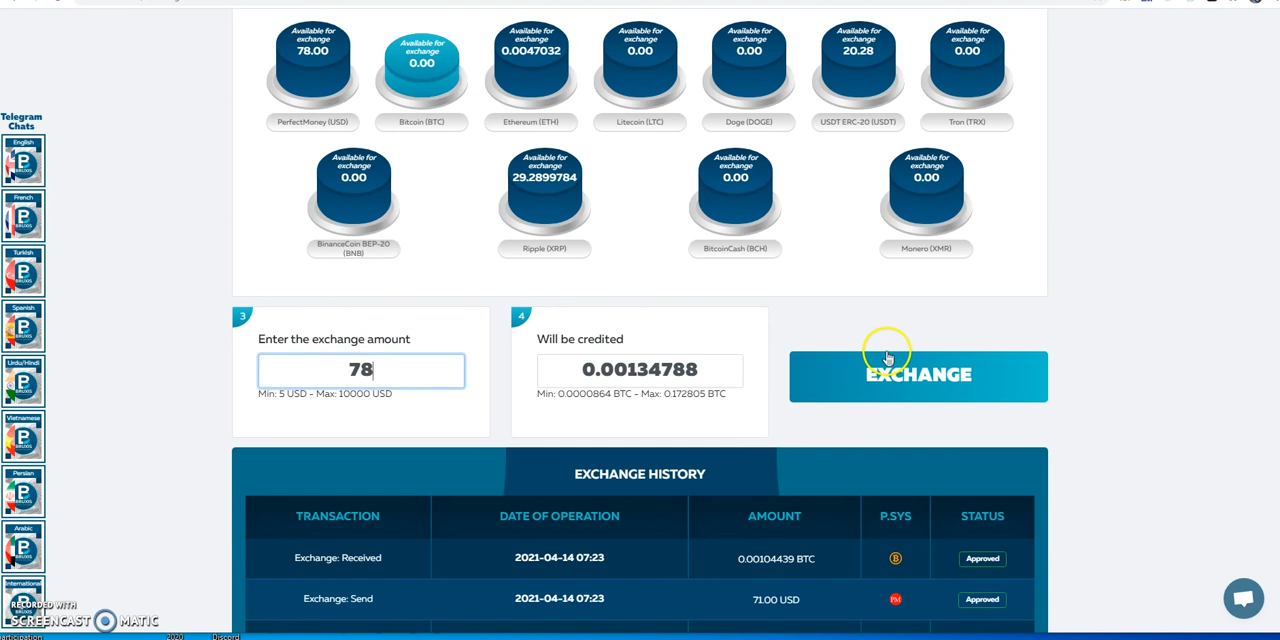 Available for exchange
78.00
Available for exchange
0.00
Available for exchange
0.0047032
Available for exchange
0.00
Available for exchange
0.00
Available for exchange
20.28
Available for exchange
0.00
PerfectMoney (USD)
Bitcoin (BTC)
Ethereum (ETH)
Litecoin (LTC)
Doge (DOGE)
USDT ERC-20 (USDT)
Tron (TRX)
Available for exchange
0.00
Available for exchange
29.2899784
Available for exchange
0.00
Available for exchange
0.00
BinanceCoin BEP-20 (BNB)
Ripple (XRP)
BitcoinCash (BCH)
Monero (XMR)
Telegram Chats
English
French
Turkish
Spanish
Urdu/Hindi
Vietnamese
Persian
Arabic
International
3
Enter the exchange amount
78
Min: 5 USD - Max: 10000 USD
4
Will be credited
0.00134788
Min: 0.0000864 BTC - Max: 0.172805 BTC
EXCHANGE
EXCHANGE HISTORY
TRANSACTION DATE OF OPERATION AMOUNT P.SYS STATUS
Exchange: Received 2021-04-14 07:23 0.00104439 BTC Approved
Exchange: Send 2021-04-14 07:23 71.00 USD PM Approved
RECORDED WITH
SCREENCAST MATIC
participation 2020 Discord